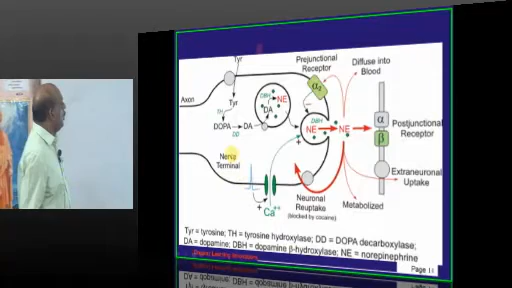 Tyr
Prejunctional
Receptor
Diffuse into
Blood
Axon
Tyr
TH
DOPA
DD
DA
DBH
DA
NE
α₂
DBH
NE
NE
α
β
Postjunctional
Receptor
Nerve
Terminal
Extraneuronal
Uptake
Ca⁺⁺
Neuronal
Reuptake
(blocked by cocaine)
Metabolized
Tyr = tyrosine; TH = tyrosine hydroxylase; DD = DOPA decarboxylase;
DA = dopamine; DBH = dopamine β-hydroxylase; NE = norepinephrine
Page 11